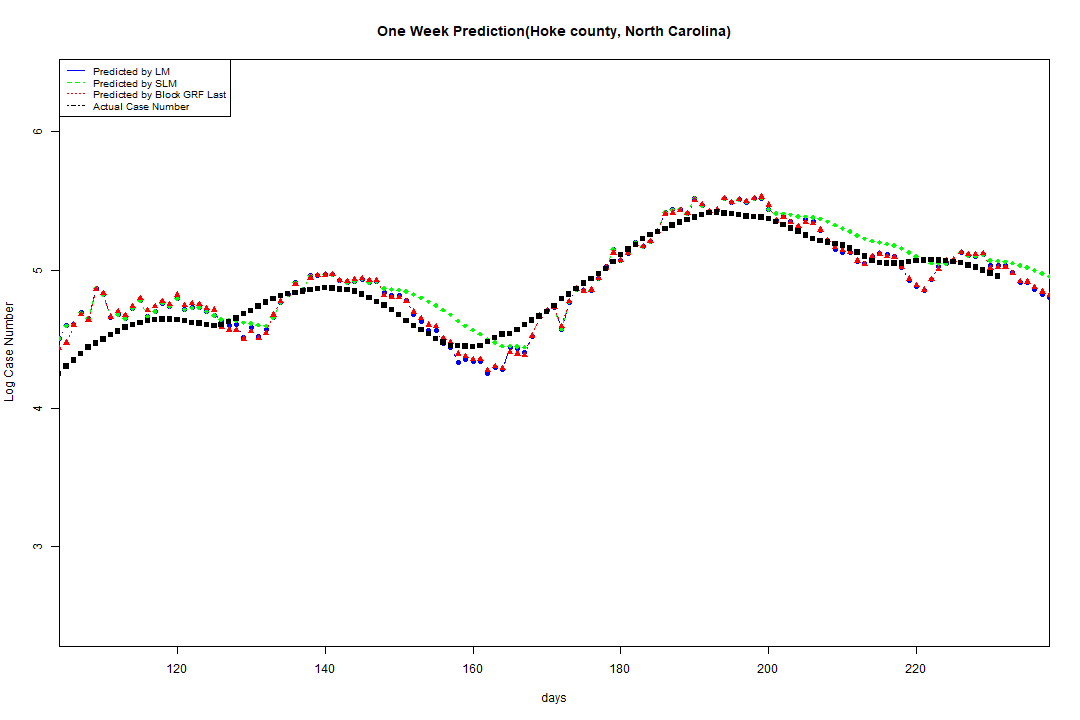 One Week Prediction(Hoke county, North Carolina)
Predicted by LM
Predicted by SLM
Predicted by Block GRF Last
Actual Case Number
6
5
4
3
Log Case Number
120
140
160
180
200
220
days